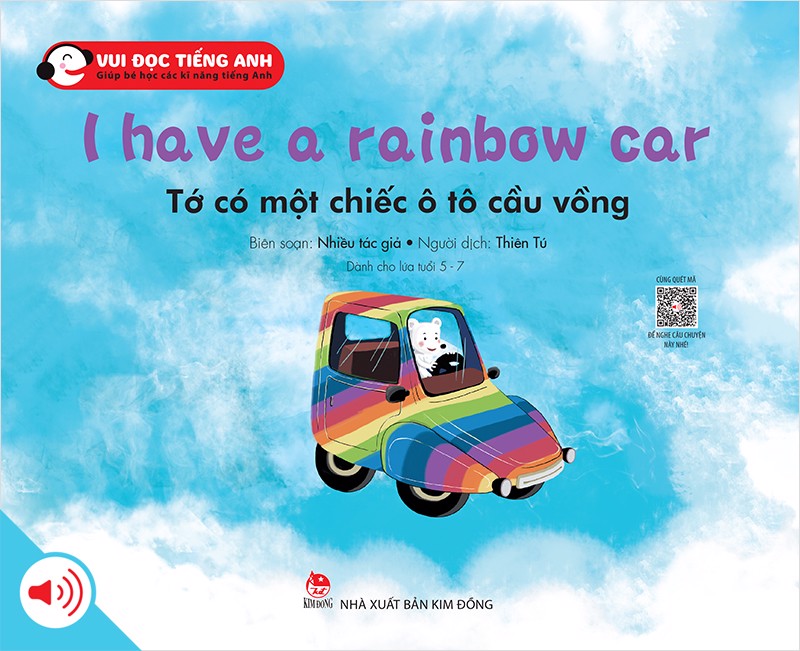 VUI ĐỌC TIẾNG ANH
Giúp bé học các kĩ năng tiếng Anh
I have a rainbow car
Tớ có một chiếc ô tô cầu vồng
Biên soạn: Nhiều tác giả • Người dịch: Thiên Tú
Dành cho lứa tuổi 5 - 7
CÙNG QUÉT MÃ
ĐỂ NGHE CÂU CHUYỆN
NÀY NHÉ!
KIM ĐỒNG
NHÀ XUẤT BẢN KIM ĐỒNG